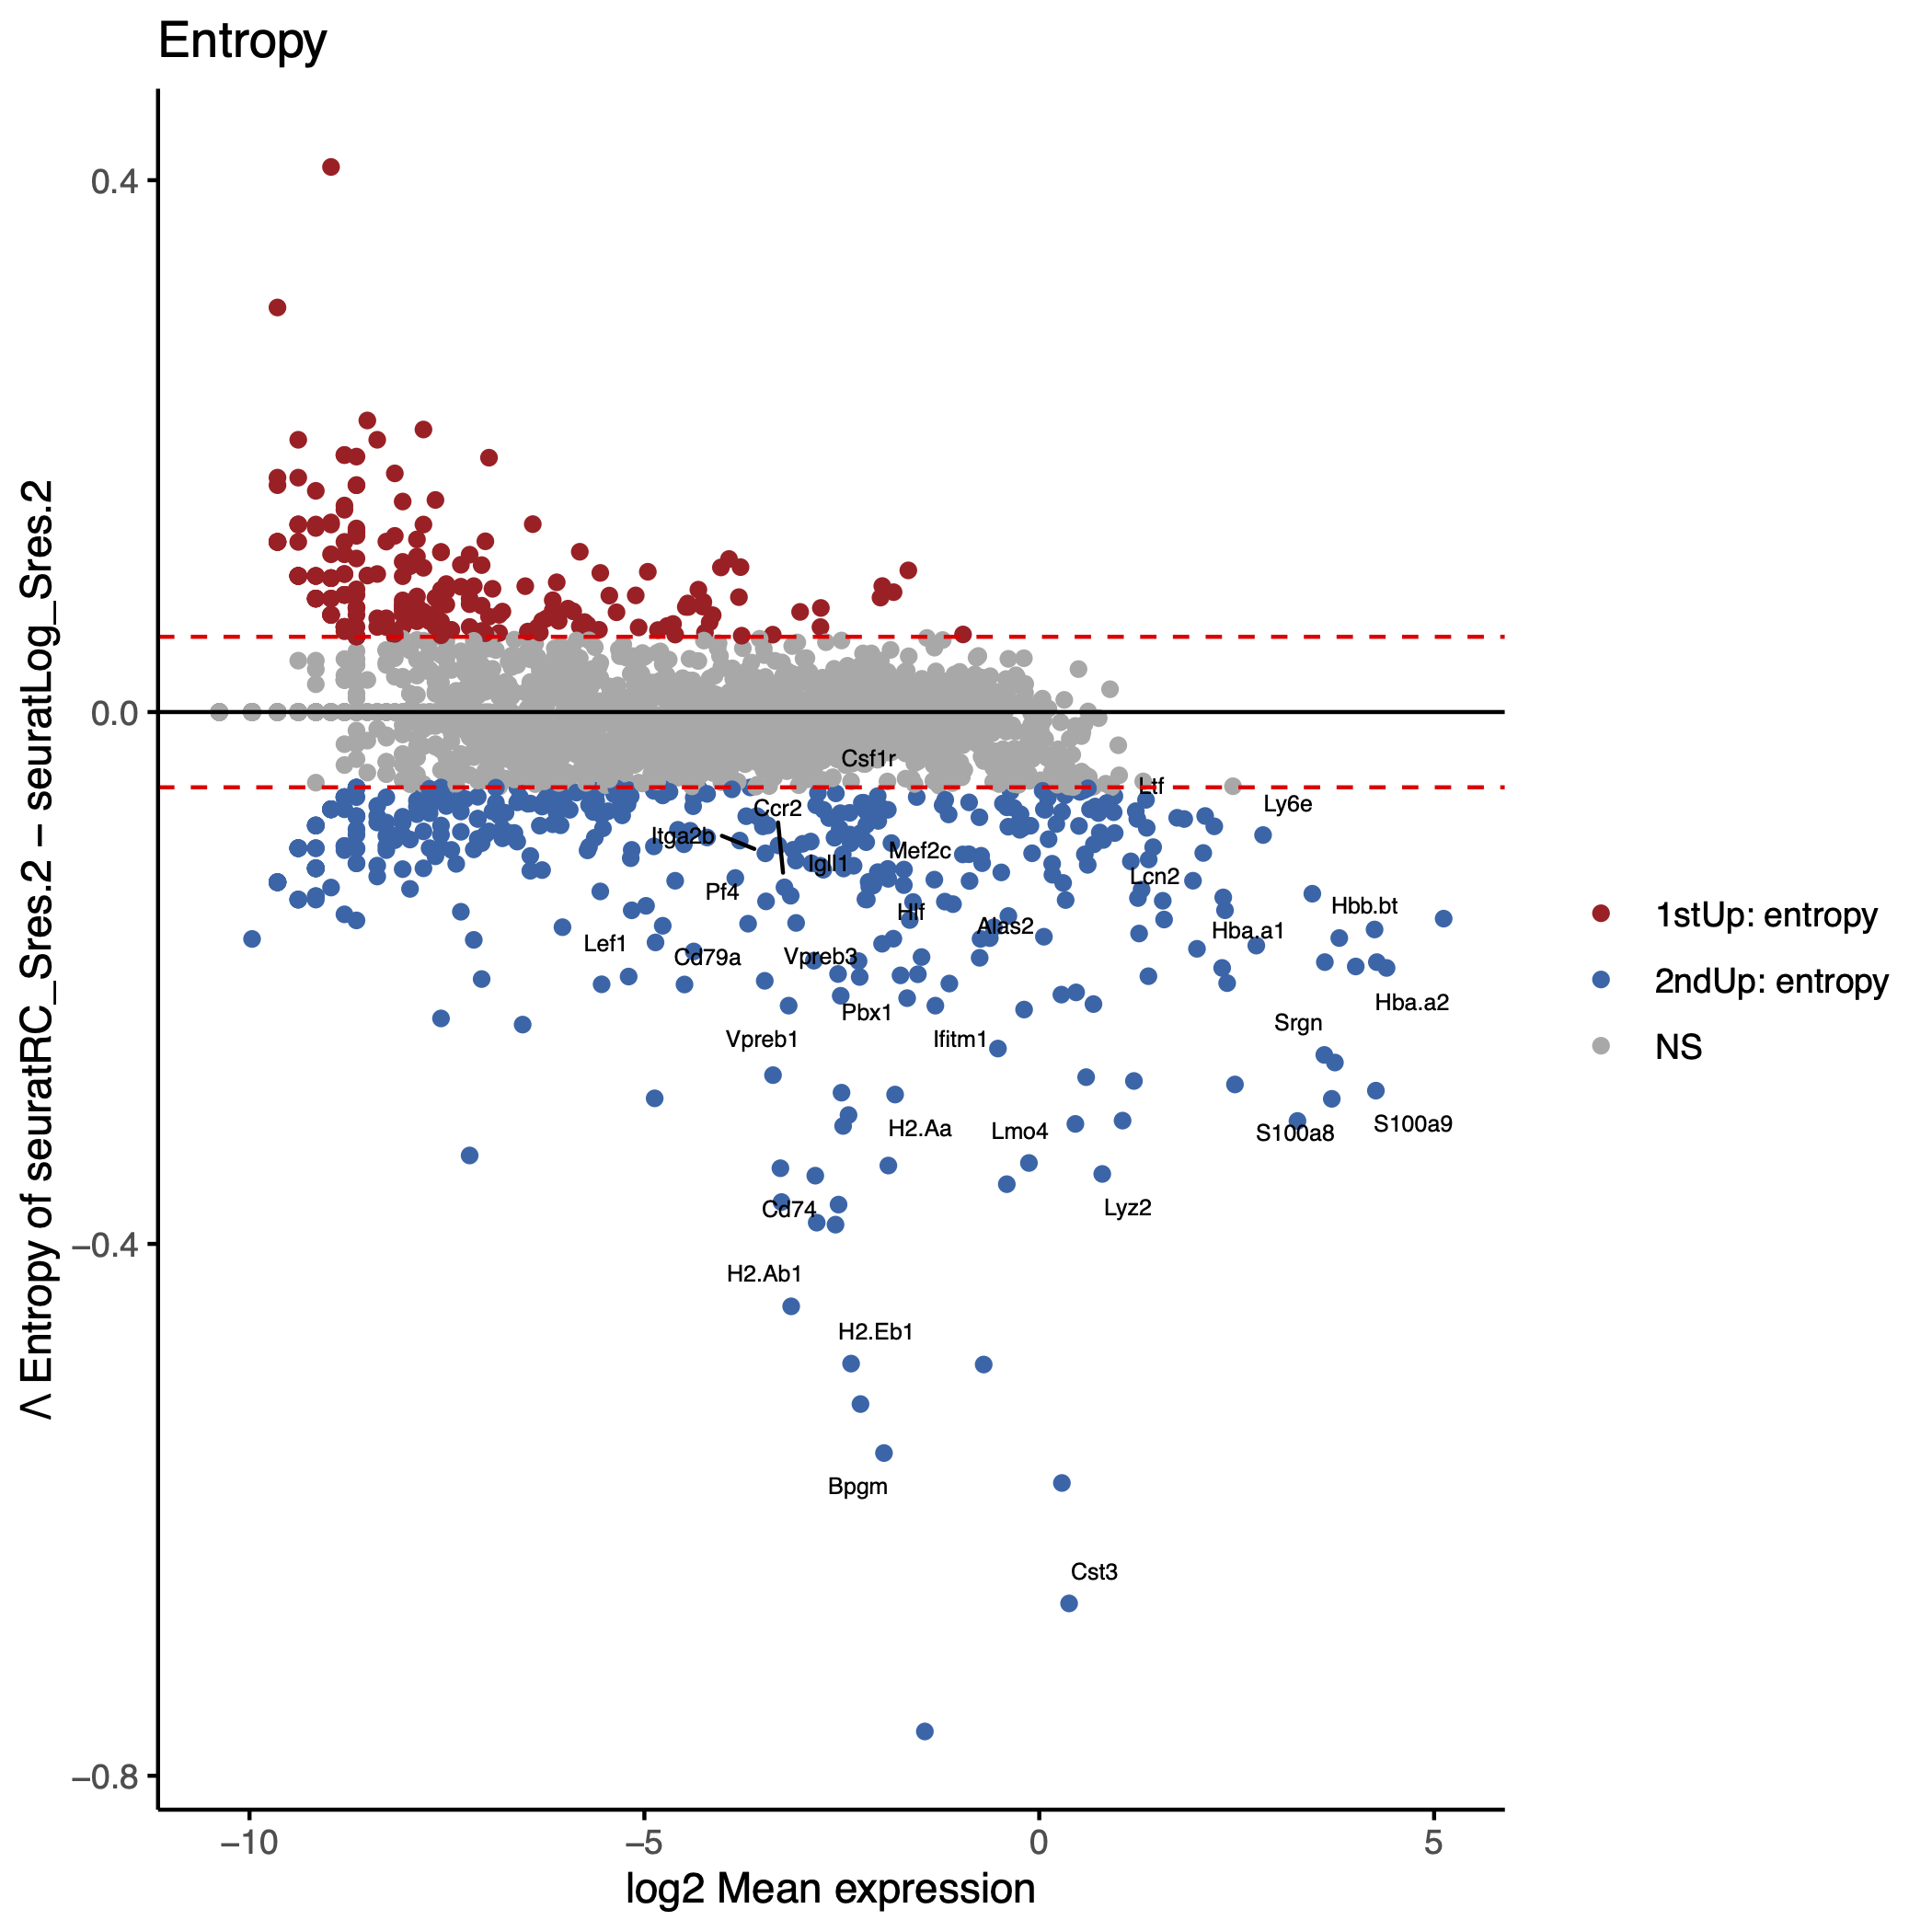 Entropy
Λ Entropy of seuratRC_Sres.2 − seuratLog_Sres.2
0.4
0.0
−0.4
−0.8
Csf1r
Ltf
Ly6e
Ccr2
Itga2b
Mef2c
Igll1
Lcn2
Pf4
Hbb.bt
Hlf
Alas2
Hba.a1
Lef1
Cd79a
Vpreb3
Hba.a2
Pbx1
Srgn
Vpreb1
Ifitm1
H2.Aa
Lmo4
S100a8
S100a9
Cd74
Lyz2
H2.Ab1
H2.Eb1
Bpgm
Cst3
−10
−5
0
5
log2 Mean expression
1stUp: entropy
2ndUp: entropy
NS